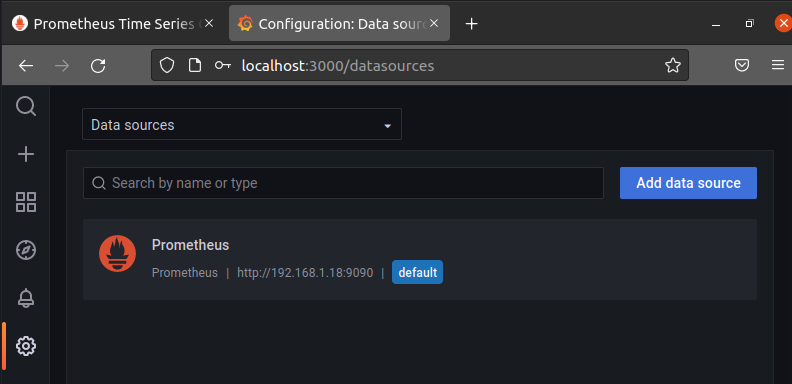 Prometheus Time Series
Configuration: Data sour
localhost:3000/datasources
Data sources
Search by name or type
Add data source
Prometheus
Prometheus | http://192.168.1.18:9090 | default